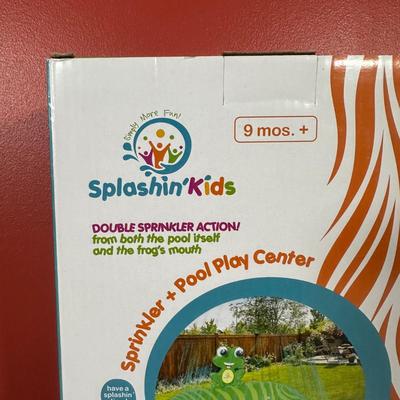 Simply More Fun!
9 mos. +
Splashin'Kids
DOUBLE SPRINKLER ACTION!
from both the pool itself
and the frog's mouth
Sprinkler + Pool Play Center
have a
splashin'